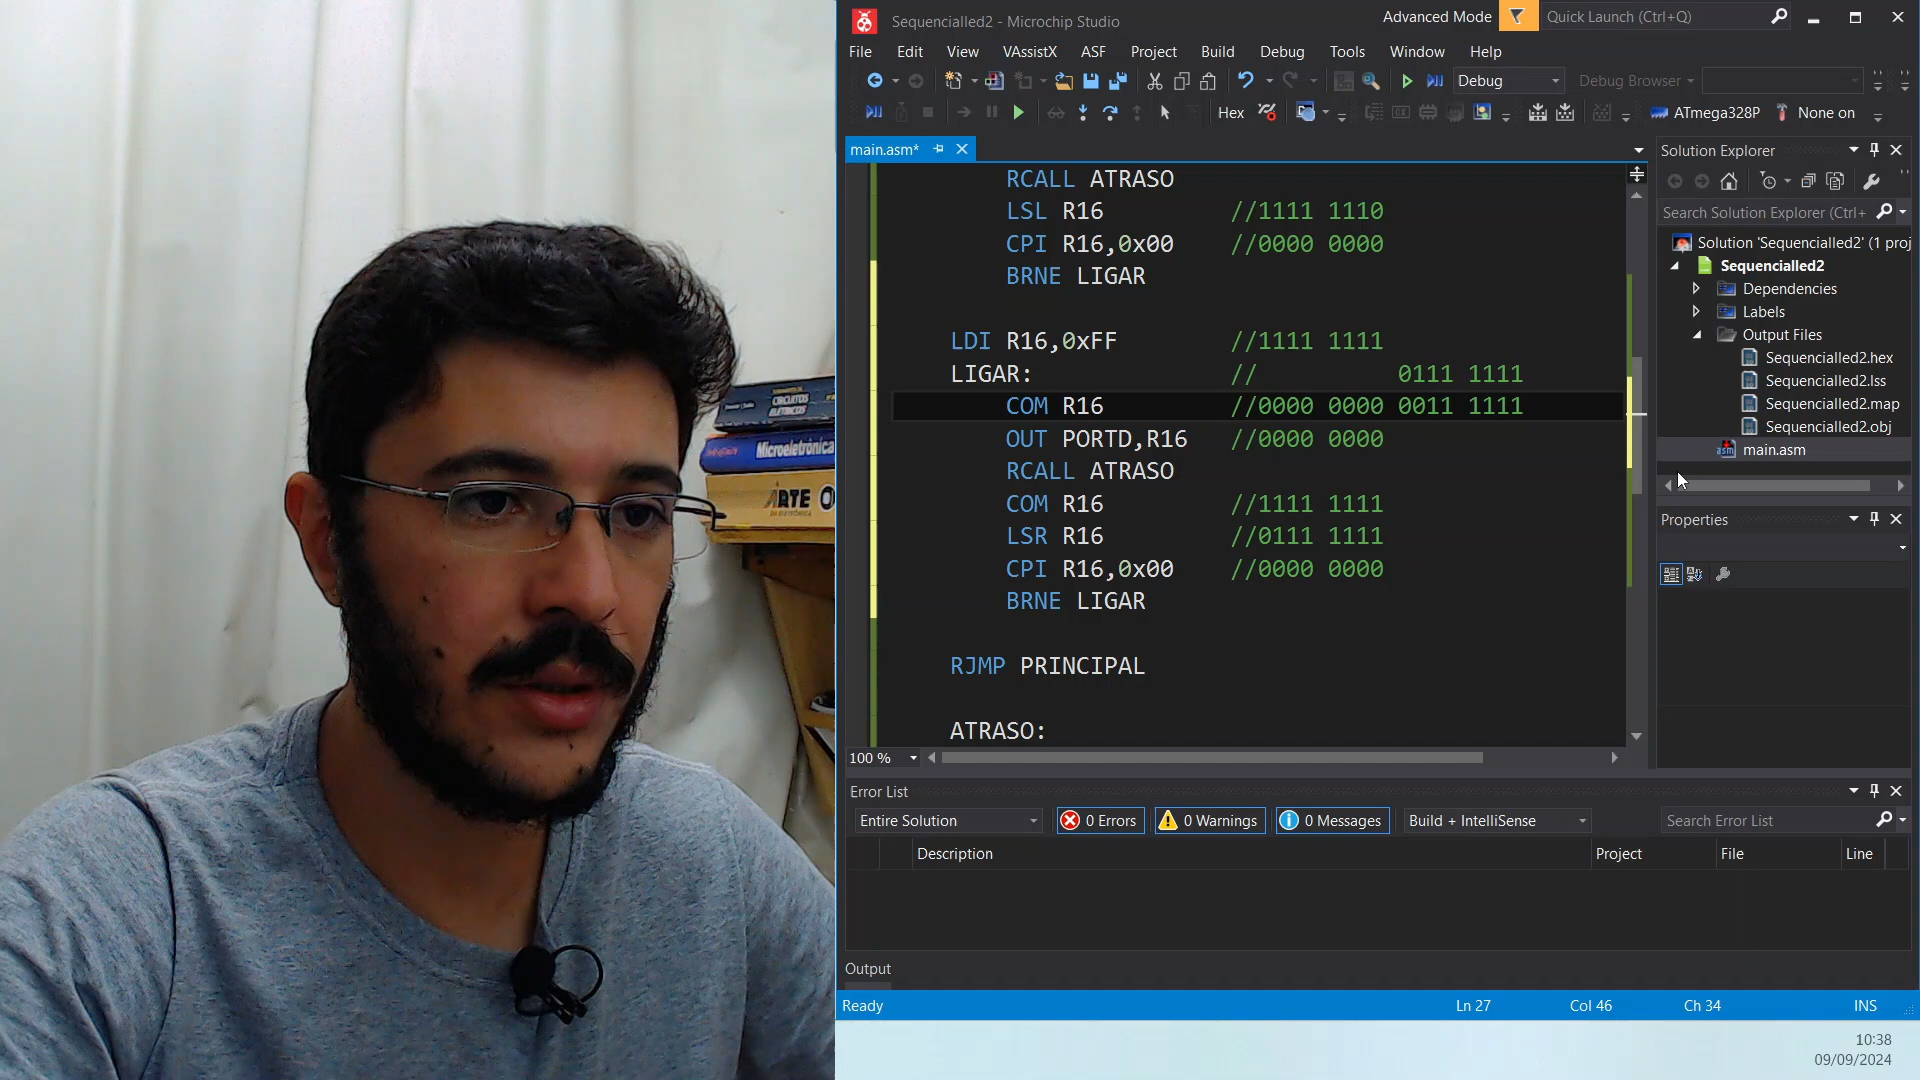 Sequencialled2 - Microchip Studio
Advanced Mode
Quick Launch (Ctrl+Q)
File Edit View VAssistX ASF Project Build Debug Tools Window Help
Debug
Debug Browser
Hex
ATmega328P
None on
main.asm*
RCALL ATRASO
LSL R16 //1111 1110
CPI R16,0x00 //0000 0000
BRNE LIGAR
LDI R16,0xFF //1111 1111
LIGAR: // 0111 1111
COM R16 //0000 0000 0011 1111
OUT PORTD,R16 //0000 0000
RCALL ATRASO
COM R16 //1111 1111
LSR R16 //0111 1111
CPI R16,0x00 //0000 0000
BRNE LIGAR
RJMP PRINCIPAL
ATRASO:
100 %
Solution Explorer
Search Solution Explorer (Ctrl+
Solution 'Sequencialled2' (1 proj
Sequencialled2
Dependencies
Labels
Output Files
Sequencialled2.hex
Sequencialled2.lss
Sequencialled2.map
Sequencialled2.obj
asm main.asm
Properties
Error List
Entire Solution
0 Errors
0 Warnings
0 Messages
Build + IntelliSense
Search Error List
Description Project File Line
Output
Ready
Ln 27 Col 46 Ch 34 INS
10:38
09/09/2024
CIRCUITOS
Microeletrônica
ARTE